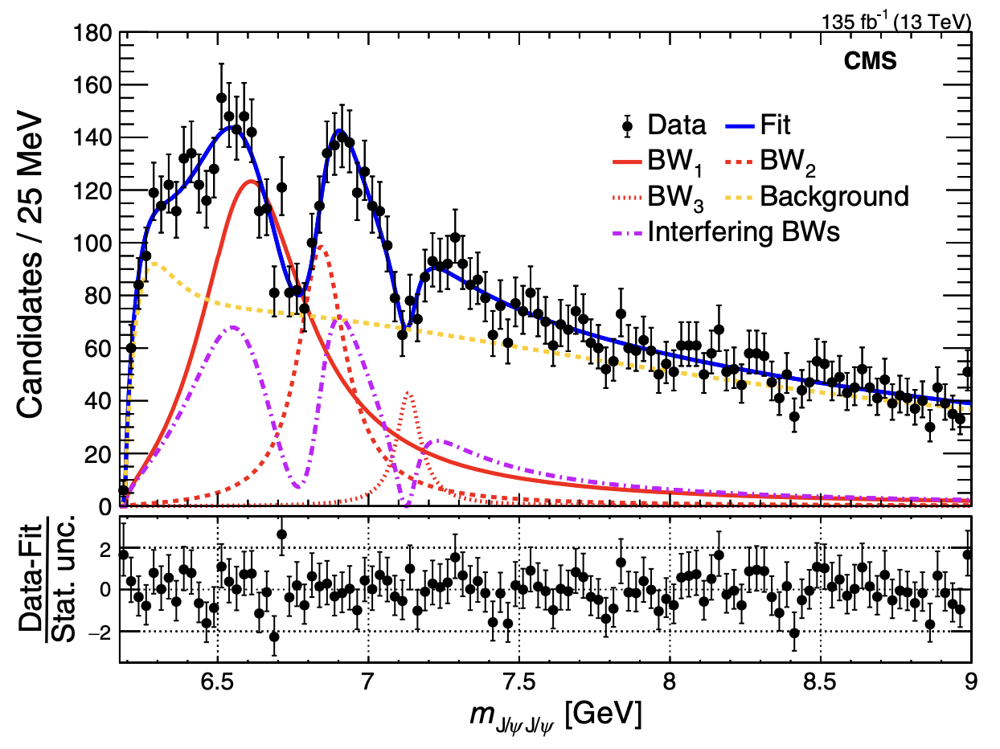 135 fb⁻¹ (13 TeV)
CMS
180
160
140
120
100
80
60
40
20
0
Candidates / 25 MeV
Data
Fit
BW₁
BW₂
BW₃
Background
Interfering BWs
Data-Fit
Stat. unc.
2
0
−2
6.5
7
7.5
8
8.5
9
m_J/ψJ/ψ [GeV]